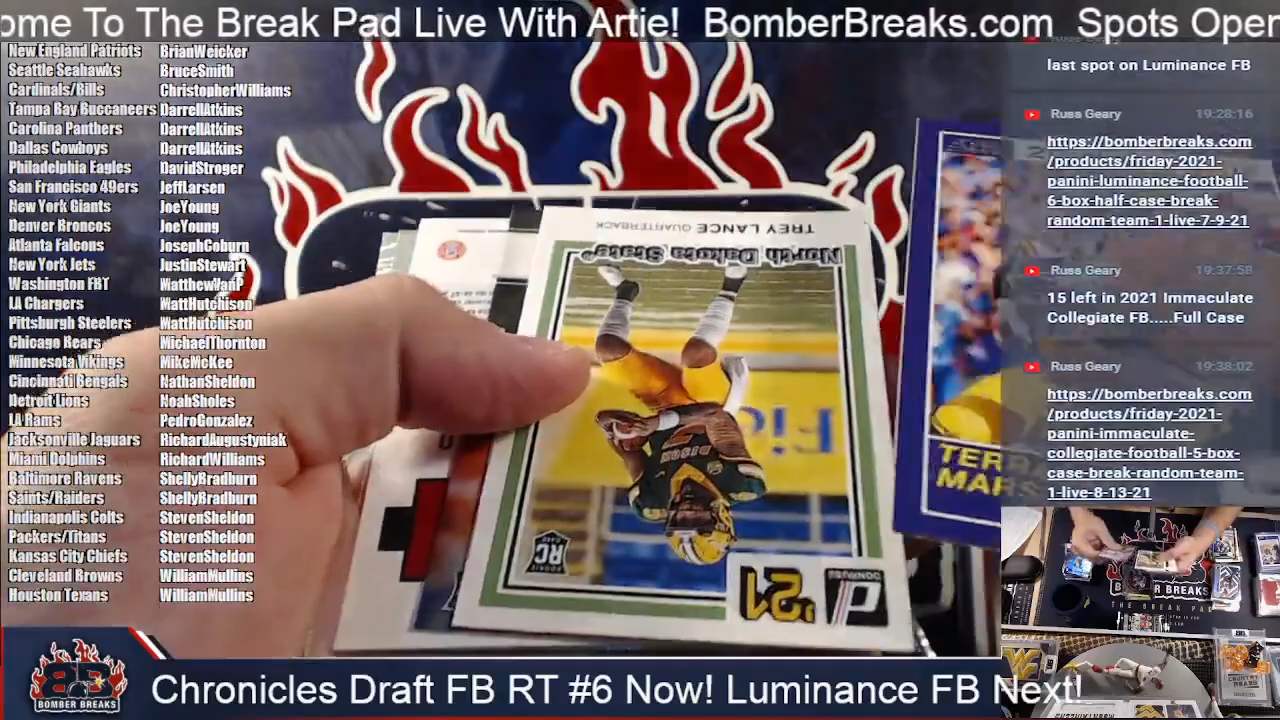 ome To The Break Pad Live With Artie!  BomberBreaks.com  Spots Oper
New England Patriots BrianWeicker
Seattle Seahawks BruceSmith
Cardinals/Bills ChristopherWilliams
Tampa Bay Buccaneers DarrellAtkins
Carolina Panthers DarrellAtkins
Dallas Cowboys DarrellAtkins
Philadelphia Eagles DavidStroger
San Francisco 49ers JeffLarsen
New York Giants JoeYoung
Denver Broncos JoeYoung
Atlanta Falcons JosephCoburn
New York Jets JustinStewart
Washington FBT MatthewVanP
LA Chargers MattHutchison
Pittsburgh Steelers MattHutchison
Chicago Bears MichaelThornton
Minnesota Vikings MikeMcKee
Cincinnati Bengals NathanSheldon
Detroit Lions NoahSholes
LA Rams PedroGonzalez
Jacksonville Jaguars RichardAugustyniak
Miami Dolphins RichardWilliams
Baltimore Ravens ShellyBradburn
Saints/Raiders ShellyBradburn
Indianapolis Colts StevenSheldon
Packers/Titans StevenSheldon
Kansas City Chiefs StevenSheldon
Cleveland Browns WilliamMullins
Houston Texans WilliamMullins
TREY LANCE QUARTERBACK
North Dakota State
BISON
RC
'21
DONRUSS
TERR
MARS
last spot on Luminance FB
Russ Geary 19:28:16
https://bomberbreaks.com
/products/friday-2021-
panini-luminance-football-
6-box-half-case-break-
random-team-1-live-7-9-21
Russ Geary 19:37:58
15 left in 2021 Immaculate
Collegiate FB.....Full Case
Russ Geary 19:38:02
https://bomberbreaks.com
/products/friday-2021-
panini-immaculate-
collegiate-football-5-box-
case-break-random-team-
1-live-8-13-21
BOMBER BREAKS
Chronicles Draft FB RT #6 Now! Luminance FB Next!